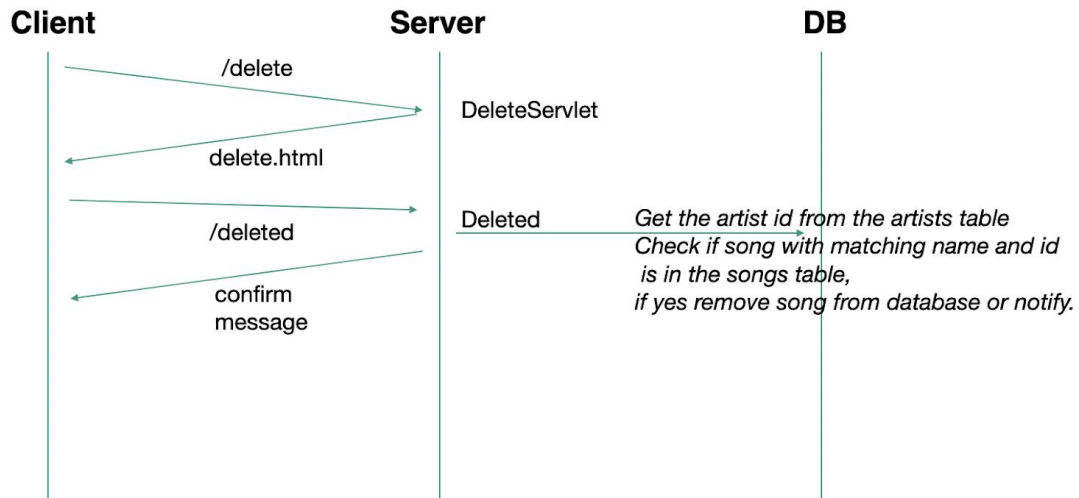 Client
Server
DB
/delete
DeleteServlet
delete.html
/deleted
Deleted
Get the artist id from the artists table
Check if song with matching name and id
is in the songs table,
if yes remove song from database or notify.
confirm
message